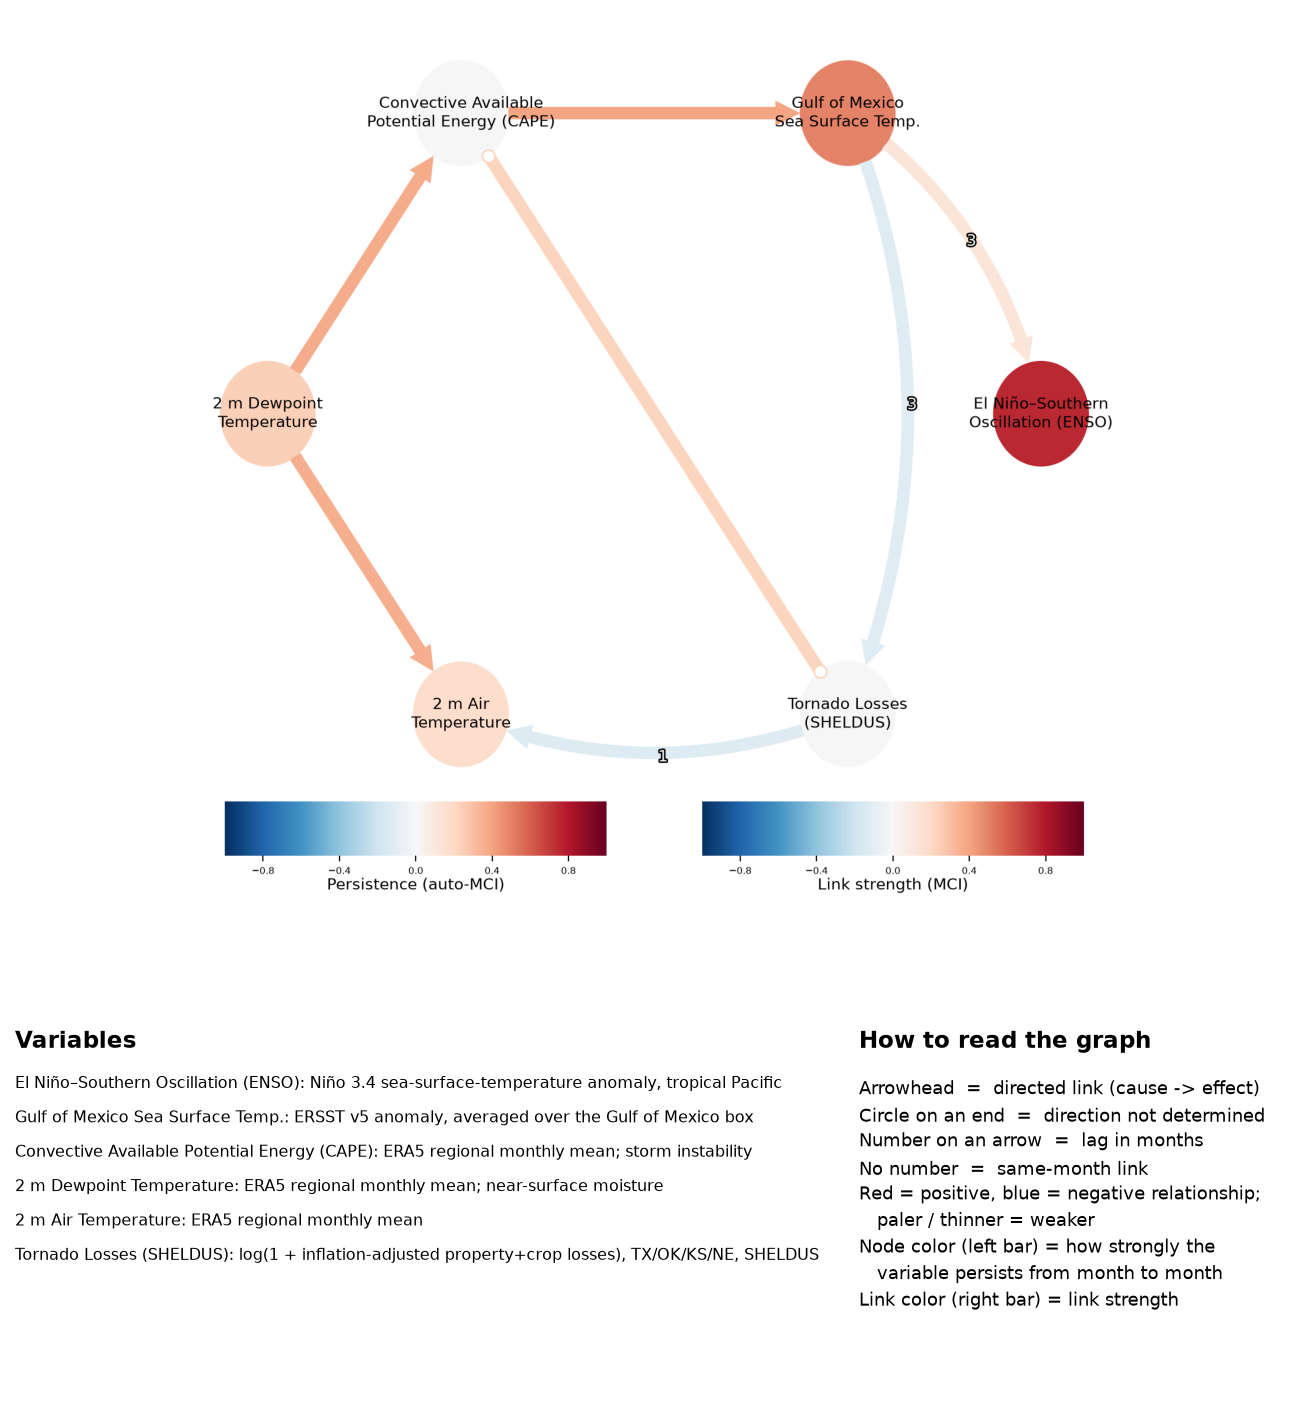 Convective Available
Potential Energy (CAPE)
Gulf of Mexico
Sea Surface Temp.
3
3
2 m Dewpoint
Temperature
El Niño–Southern
Oscillation (ENSO)
2 m Air
Temperature
Tornado Losses
(SHELDUS)
1
−0.8 −0.4 0.0 0.4 0.8
Persistence (auto-MCI)
−0.8 −0.4 0.0 0.4 0.8
Link strength (MCI)
Variables
El Niño–Southern Oscillation (ENSO): Niño 3.4 sea-surface-temperature anomaly, tropical Pacific
Gulf of Mexico Sea Surface Temp.: ERSST v5 anomaly, averaged over the Gulf of Mexico box
Convective Available Potential Energy (CAPE): ERA5 regional monthly mean; storm instability
2 m Dewpoint Temperature: ERA5 regional monthly mean; near-surface moisture
2 m Air Temperature: ERA5 regional monthly mean
Tornado Losses (SHELDUS): log(1 + inflation-adjusted property+crop losses), TX/OK/KS/NE, SHELDUS
How to read the graph
Arrowhead = directed link (cause -> effect)
Circle on an end = direction not determined
Number on an arrow = lag in months
No number = same-month link
Red = positive, blue = negative relationship;
paler / thinner = weaker
Node color (left bar) = how strongly the
variable persists from month to month
Link color (right bar) = link strength